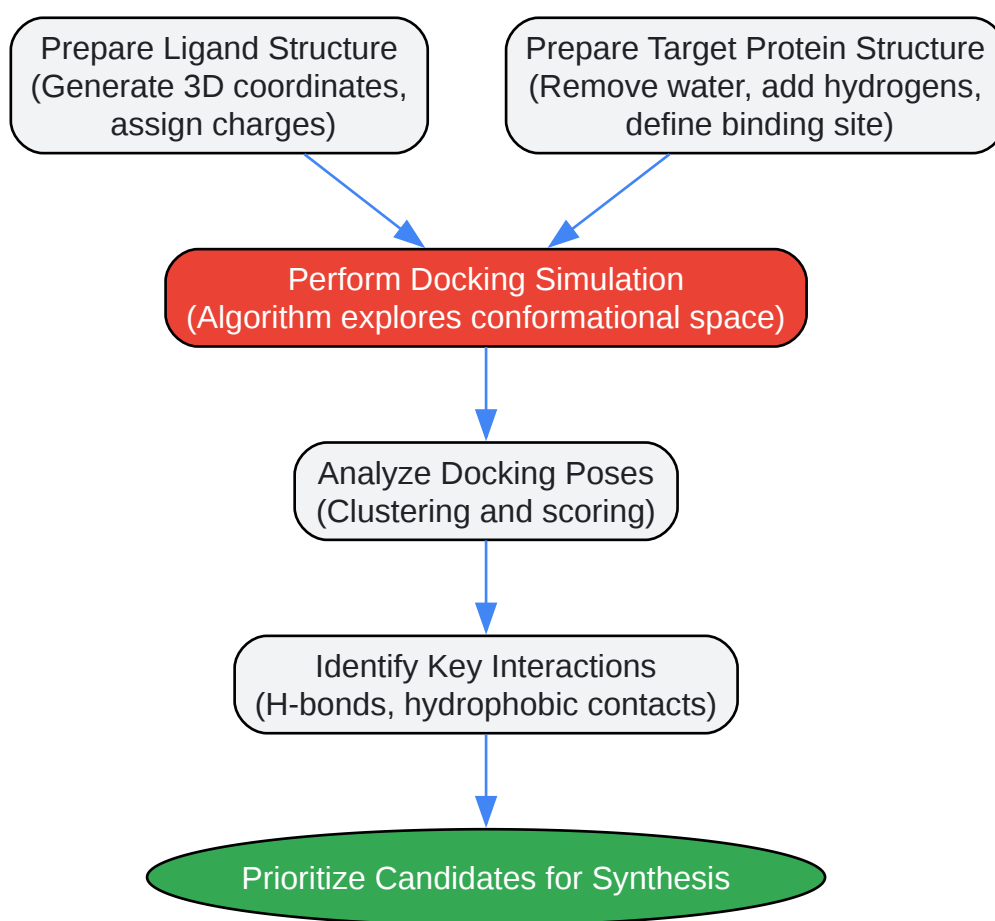 Prepare Ligand Structure
(Generate 3D coordinates,
assign charges)
Prepare Target Protein Structure
(Remove water, add hydrogens,
define binding site)
Perform Docking Simulation
(Algorithm explores conformational space)
Analyze Docking Poses
(Clustering and scoring)
Identify Key Interactions
(H-bonds, hydrophobic contacts)
Prioritize Candidates for Synthesis